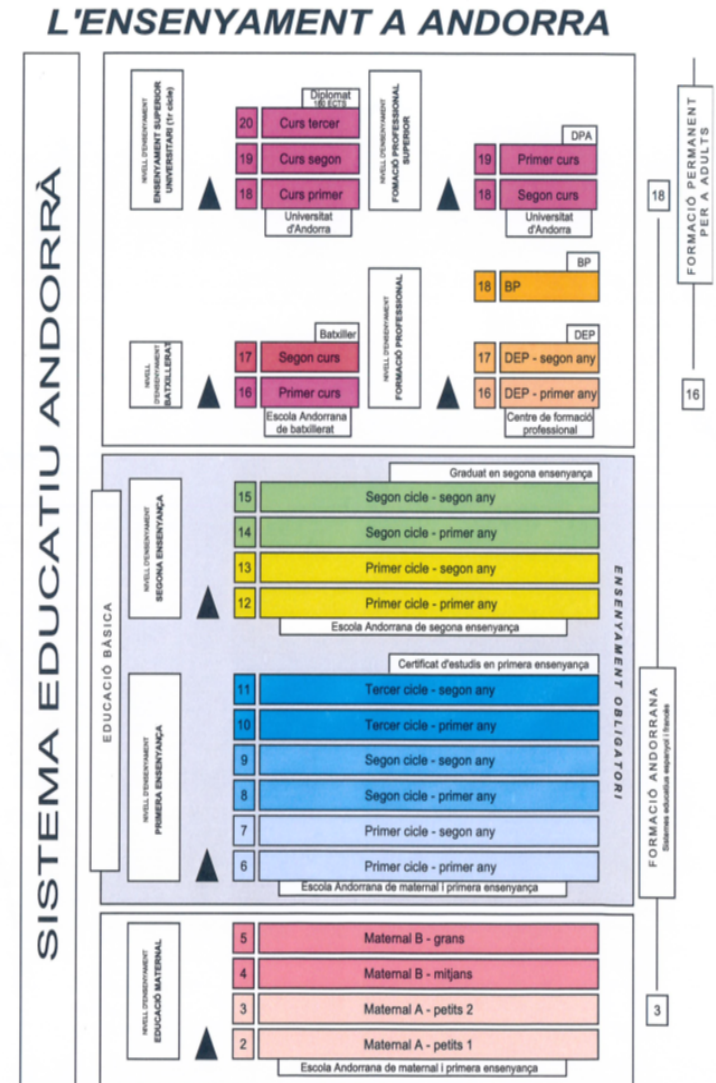 L'ENSENYAMENT A ANDORRA
SISTEMA EDUCATIU ANDORRÀ
NIVELL D'ENSENYAMENT
ENSENYAMENT SUPERIOR
UNIVERSITARI (1r cicle)
Diplomat
180 ECTS
20 Curs tercer
19 Curs segon
18 Curs primer
Universitat
d'Andorra
NIVELL D'ENSENYAMENT
FOMACIÓ PROFESSIONAL
SUPERIOR
DPA
19 Primer curs
18 Segon curs
Universitat
d'Andorra
BP
18 BP
NIVELL
D'ENSENYAMENT
BATXILLERAT
Batxiller
17 Segon curs
16 Primer curs
Escola Andorrana
de batxillerat
NIVELL D'ENSENYAMENT
FORMACIÓ PROFESSIONAL
DEP
17 DEP - segon any
16 DEP - primer any
Centre de formació
professional
FORMACIÓ PERMANENT
PER A ADULTS
18
16
EDUCACIÓ BÀSICA
NIVELL D'ENSENYAMENT
SEGONA ENSENYANÇA
Graduat en segona ensenyança
15 Segon cicle - segon any
14 Segon cicle - primer any
13 Primer cicle - segon any
12 Primer cicle - primer any
Escola Andorrana de segona ensenyança
ENSENYAMENT OBLIGATORI
NIVELL D'ENSENYAMENT
PRIMERA ENSENYANÇA
Certificat d'estudis en primera ensenyança
11 Tercer cicle - segon any
10 Tercer cicle - primer any
9 Segon cicle - segon any
8 Segon cicle - primer any
7 Primer cicle - segon any
6 Primer cicle - primer any
Escola Andorrana de maternal i primera ensenyança
FORMACIÓ ANDORRANA
Sistemes educatius espanyol i francès
NIVELL D'ENSENYAMENT
EDUCACIÓ MATERNAL
5 Maternal B - grans
4 Maternal B - mitjans
3 Maternal A - petits 2
2 Maternal A - petits 1
Escola Andorrana de maternal i primera ensenyança
3